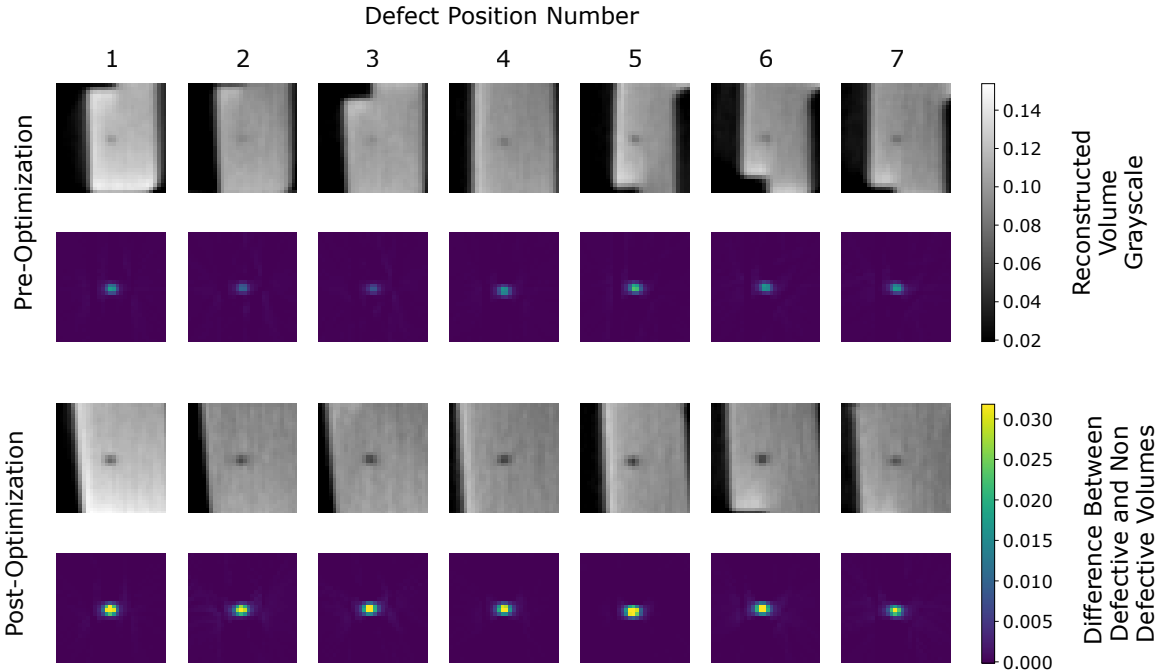 Defect Position Number
1 2 3 4 5 6 7
Pre-Optimization
0.14
0.12
0.10
0.08
0.06
0.04
0.02
Reconstructed
Volume
Grayscale
Post-Optimization
0.030
0.025
0.020
0.015
0.010
0.005
0.000
Difference Between
Defective and Non
Defective Volumes